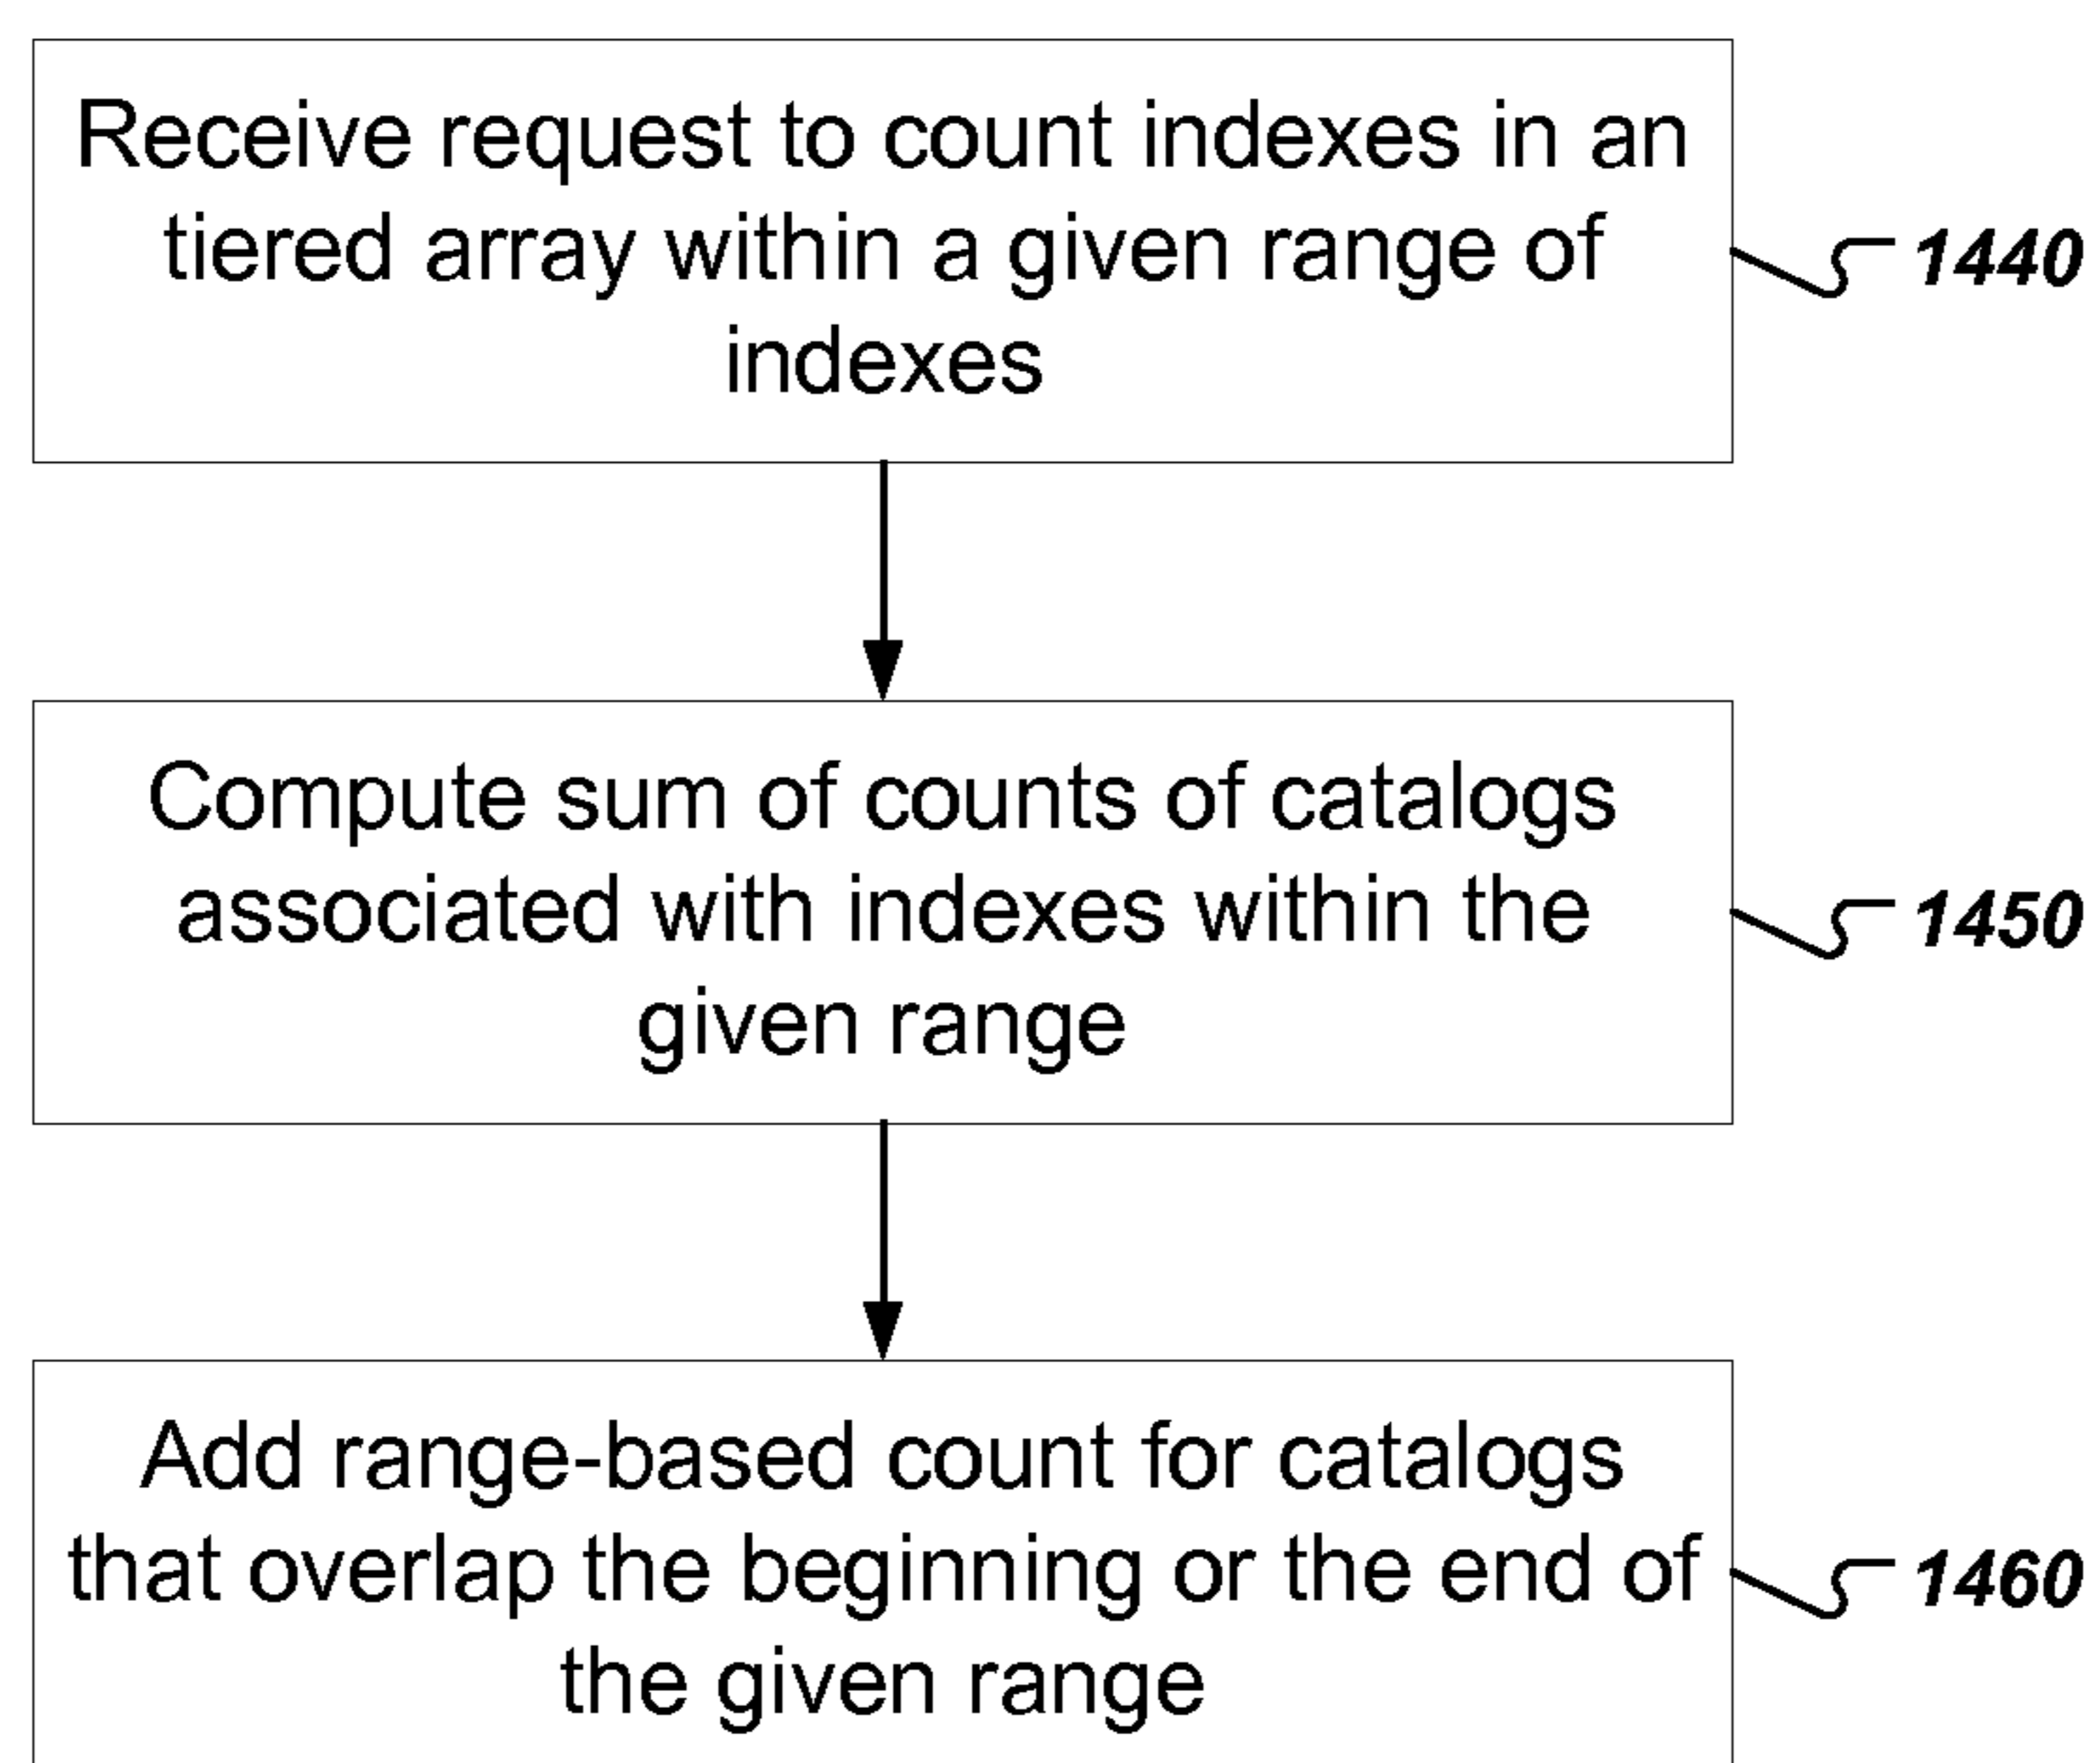 Receive request to count indexes in an
tiered array within a given range of
indexes
1440
Compute sum of counts of catalogs
associated with indexes within the
given range
1450
Add range-based count for catalogs
that overlap the beginning or the end of
the given range
1460